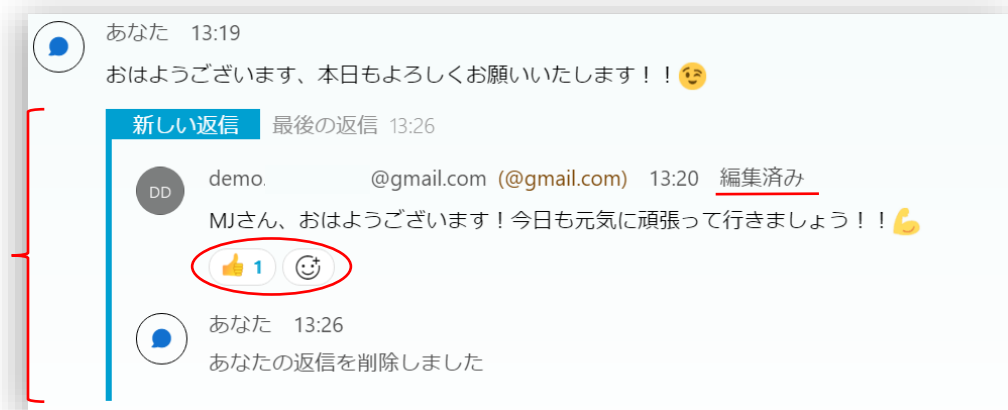 あなた 13:19
おはようございます、本日もよろしくお願いいたします！！😉
新しい返信 最後の返信 13:26
DD demo. @gmail.com (@gmail.com) 13:20 編集済み
MJさん、おはようございます！今日も元気に頑張って行きましょう！！💪
👍 1
あなた 13:26
あなたの返信を削除しました